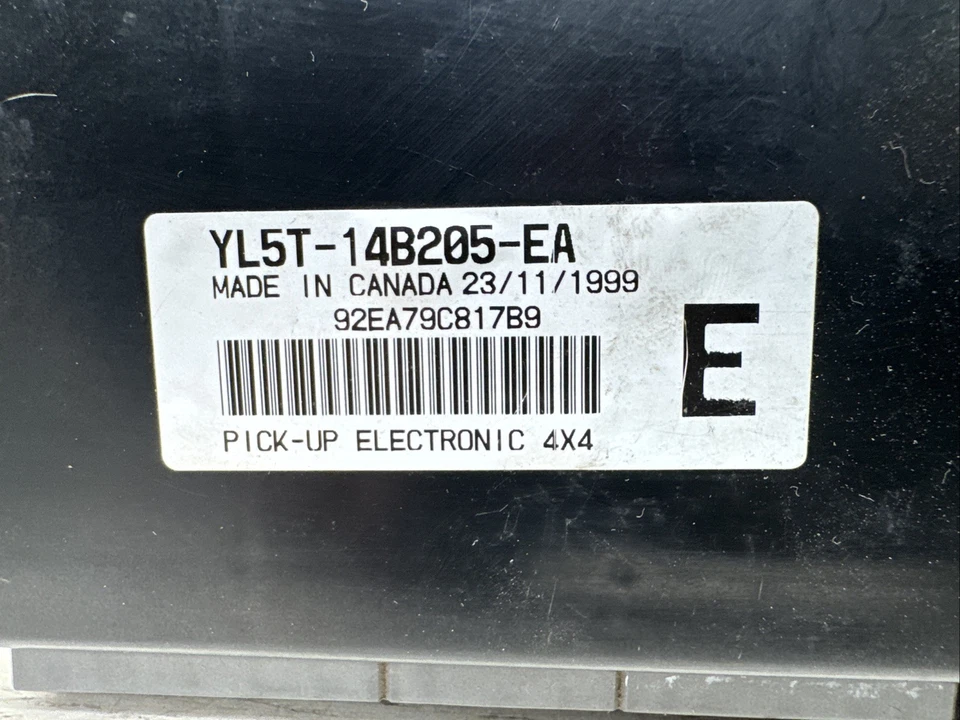 YL5T-14B205-EA
MADE IN CANADA 23/11/1999
92EA79C817B9
E
PICK-UP ELECTRONIC 4X4